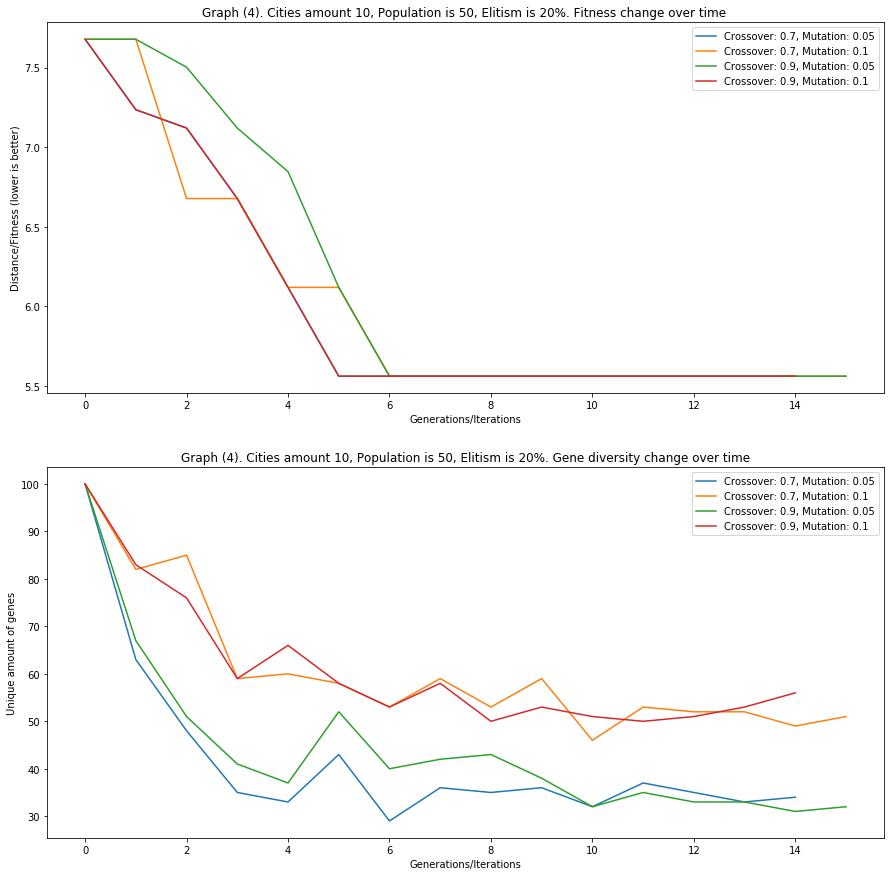 Graph (4). Cities amount 10, Population is 50, Elitism is 20%. Fitness change over time
Crossover: 0.7, Mutation: 0.05
Crossover: 0.7, Mutation: 0.1
Crossover: 0.9, Mutation: 0.05
Crossover: 0.9, Mutation: 0.1
Distance/Fitness (lower is better)
7.5
7.0
6.5
6.0
5.5
0 2 4 6 8 10 12 14
Generations/Iterations
Graph (4). Cities amount 10, Population is 50, Elitism is 20%. Gene diversity change over time
Crossover: 0.7, Mutation: 0.05
Crossover: 0.7, Mutation: 0.1
Crossover: 0.9, Mutation: 0.05
Crossover: 0.9, Mutation: 0.1
Unique amount of genes
100
90
80
70
60
50
40
30
0 2 4 6 8 10 12 14
Generations/Iterations